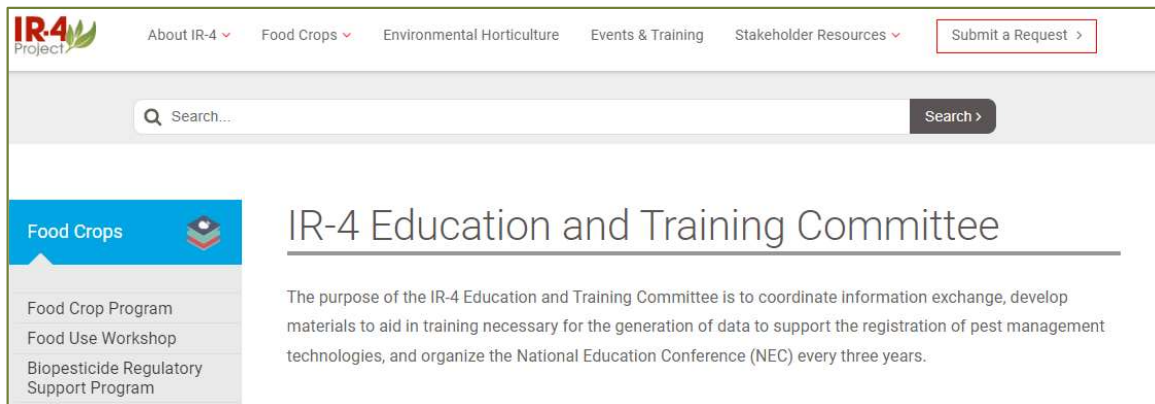 IR-4
Project
About IR-4
Food Crops
Environmental Horticulture
Events & Training
Stakeholder Resources
Submit a Request >
Search...
Search >
Food Crops
Food Crop Program
Food Use Workshop
Biopesticide Regulatory
Support Program
IR-4 Education and Training Committee
The purpose of the IR-4 Education and Training Committee is to coordinate information exchange, develop
materials to aid in training necessary for the generation of data to support the registration of pest management
technologies, and organize the National Education Conference (NEC) every three years.